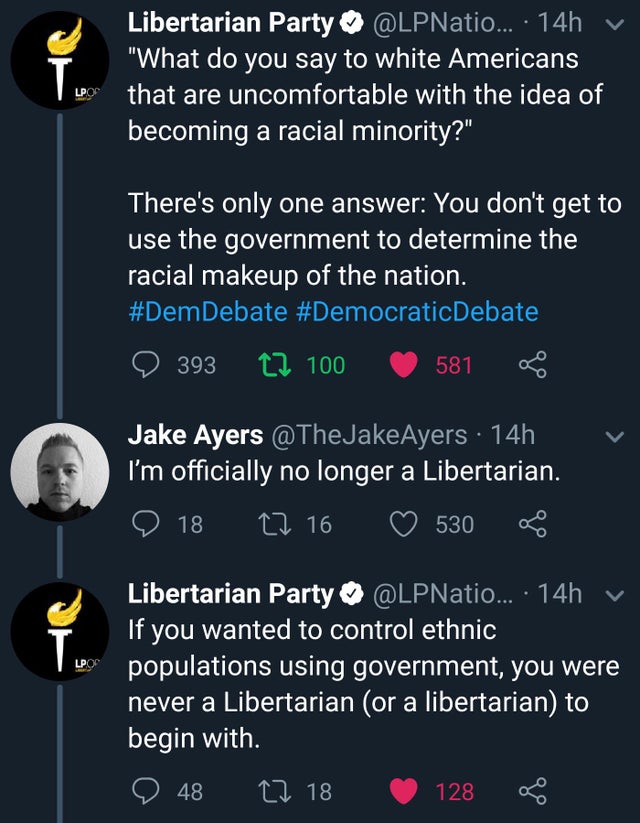 Libertarian Party @LPNatio... · 14h
"What do you say to white Americans
that are uncomfortable with the idea of
becoming a racial minority?"
There's only one answer: You don't get to
use the government to determine the
racial makeup of the nation.
#DemDebate #DemocraticDebate
393 100 581
Jake Ayers @TheJakeAyers · 14h
I'm officially no longer a Libertarian.
18 16 530
Libertarian Party @LPNatio... · 14h
If you wanted to control ethnic
populations using government, you were
never a Libertarian (or a libertarian) to
begin with.
48 18 128